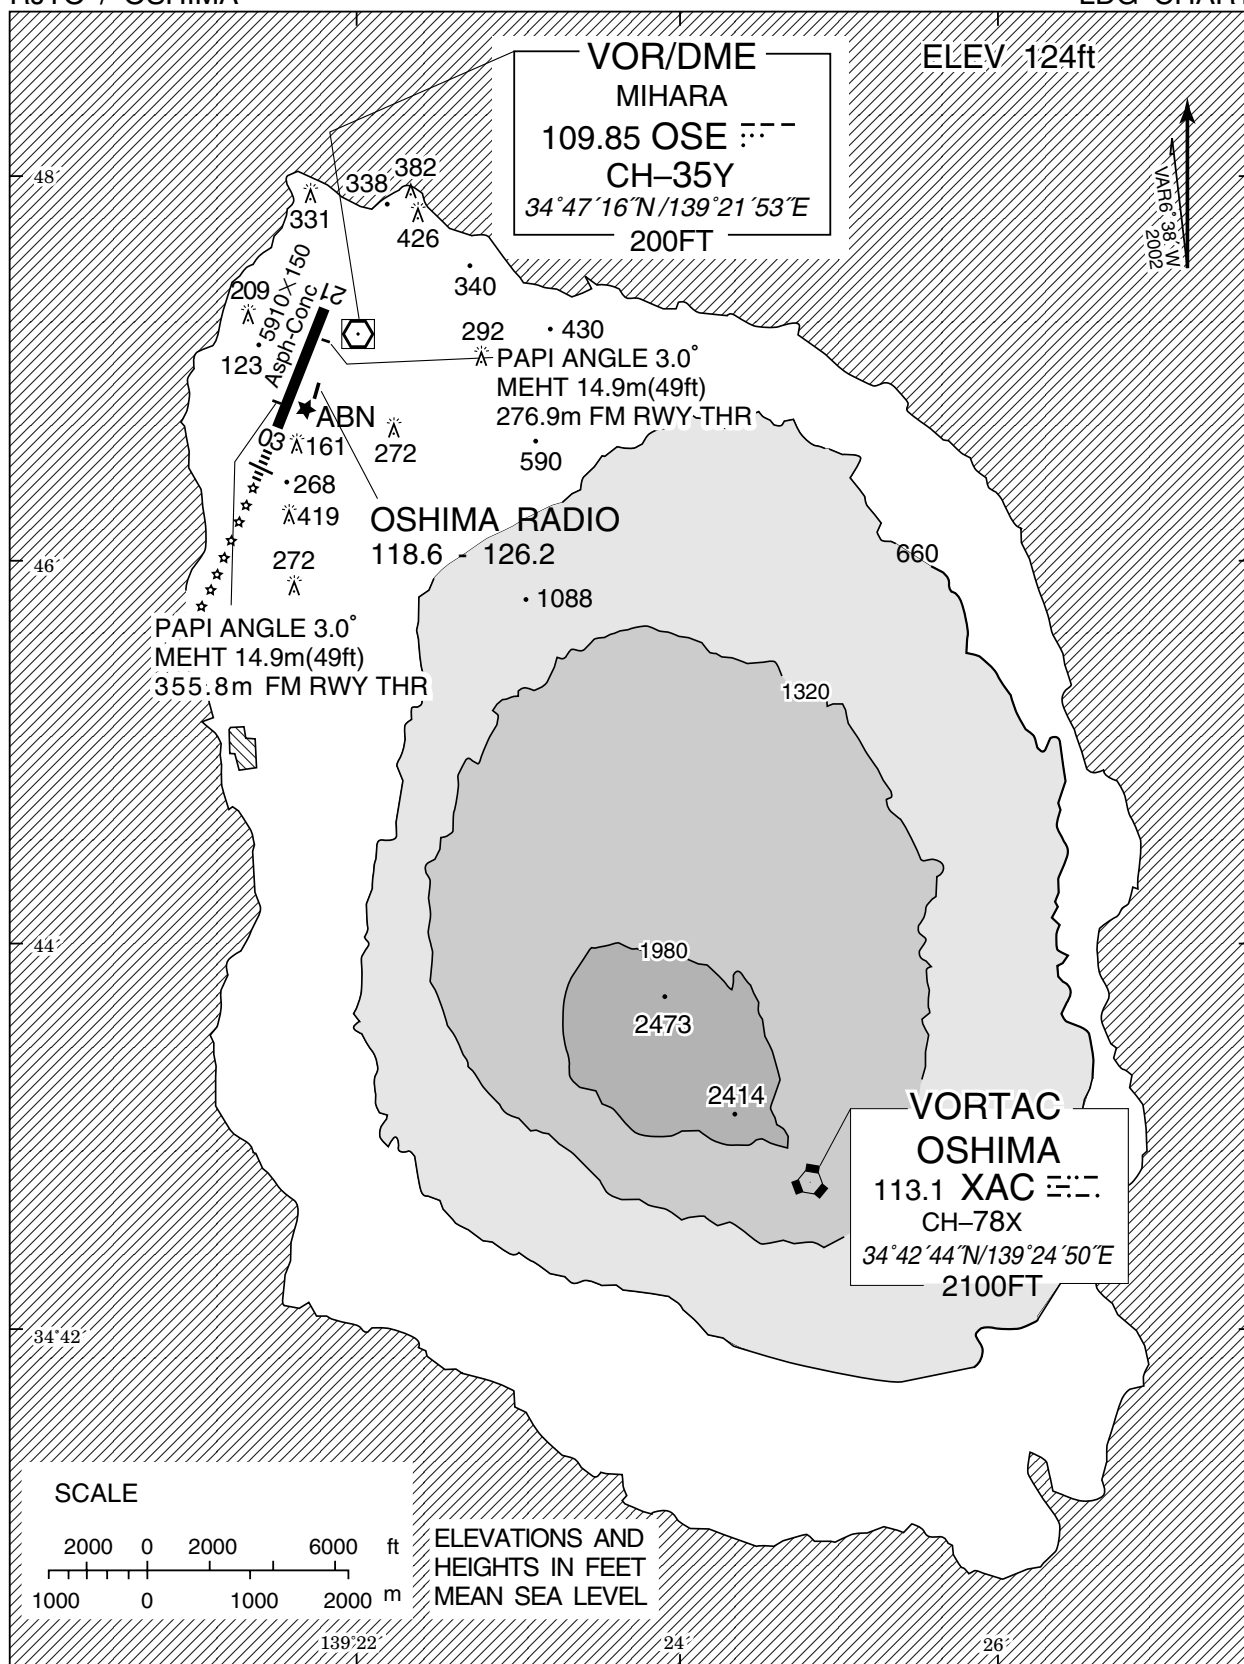 ELEV 124ft
VOR/DME
MIHARA
109.85 OSE
CH–35Y
34°47´16˝N/139°21´53˝E
200FT
VAR6°38´W
2002
48´
382
338
331
426
340
209
5910×150
Asph-Conc
21
123
292
430
PAPI ANGLE 3.0°
MEHT 14.9m(49ft)
276.9m FM RWY THR
ABN
03
161
272
590
268
419
OSHIMA RADIO
118.6 - 126.2
660
46´
272
1088
PAPI ANGLE 3.0°
MEHT 14.9m(49ft)
355.8m FM RWY THR
1320
44´
1980
2473
2414
VORTAC
OSHIMA
113.1 XAC
CH–78X
34°42´44˝N/139°24´50˝E
2100FT
34°42´
SCALE
2000 0 2000 6000 ft
1000 0 1000 2000 m
ELEVATIONS AND
HEIGHTS IN FEET
MEAN SEA LEVEL
139°22´ 24´ 26´